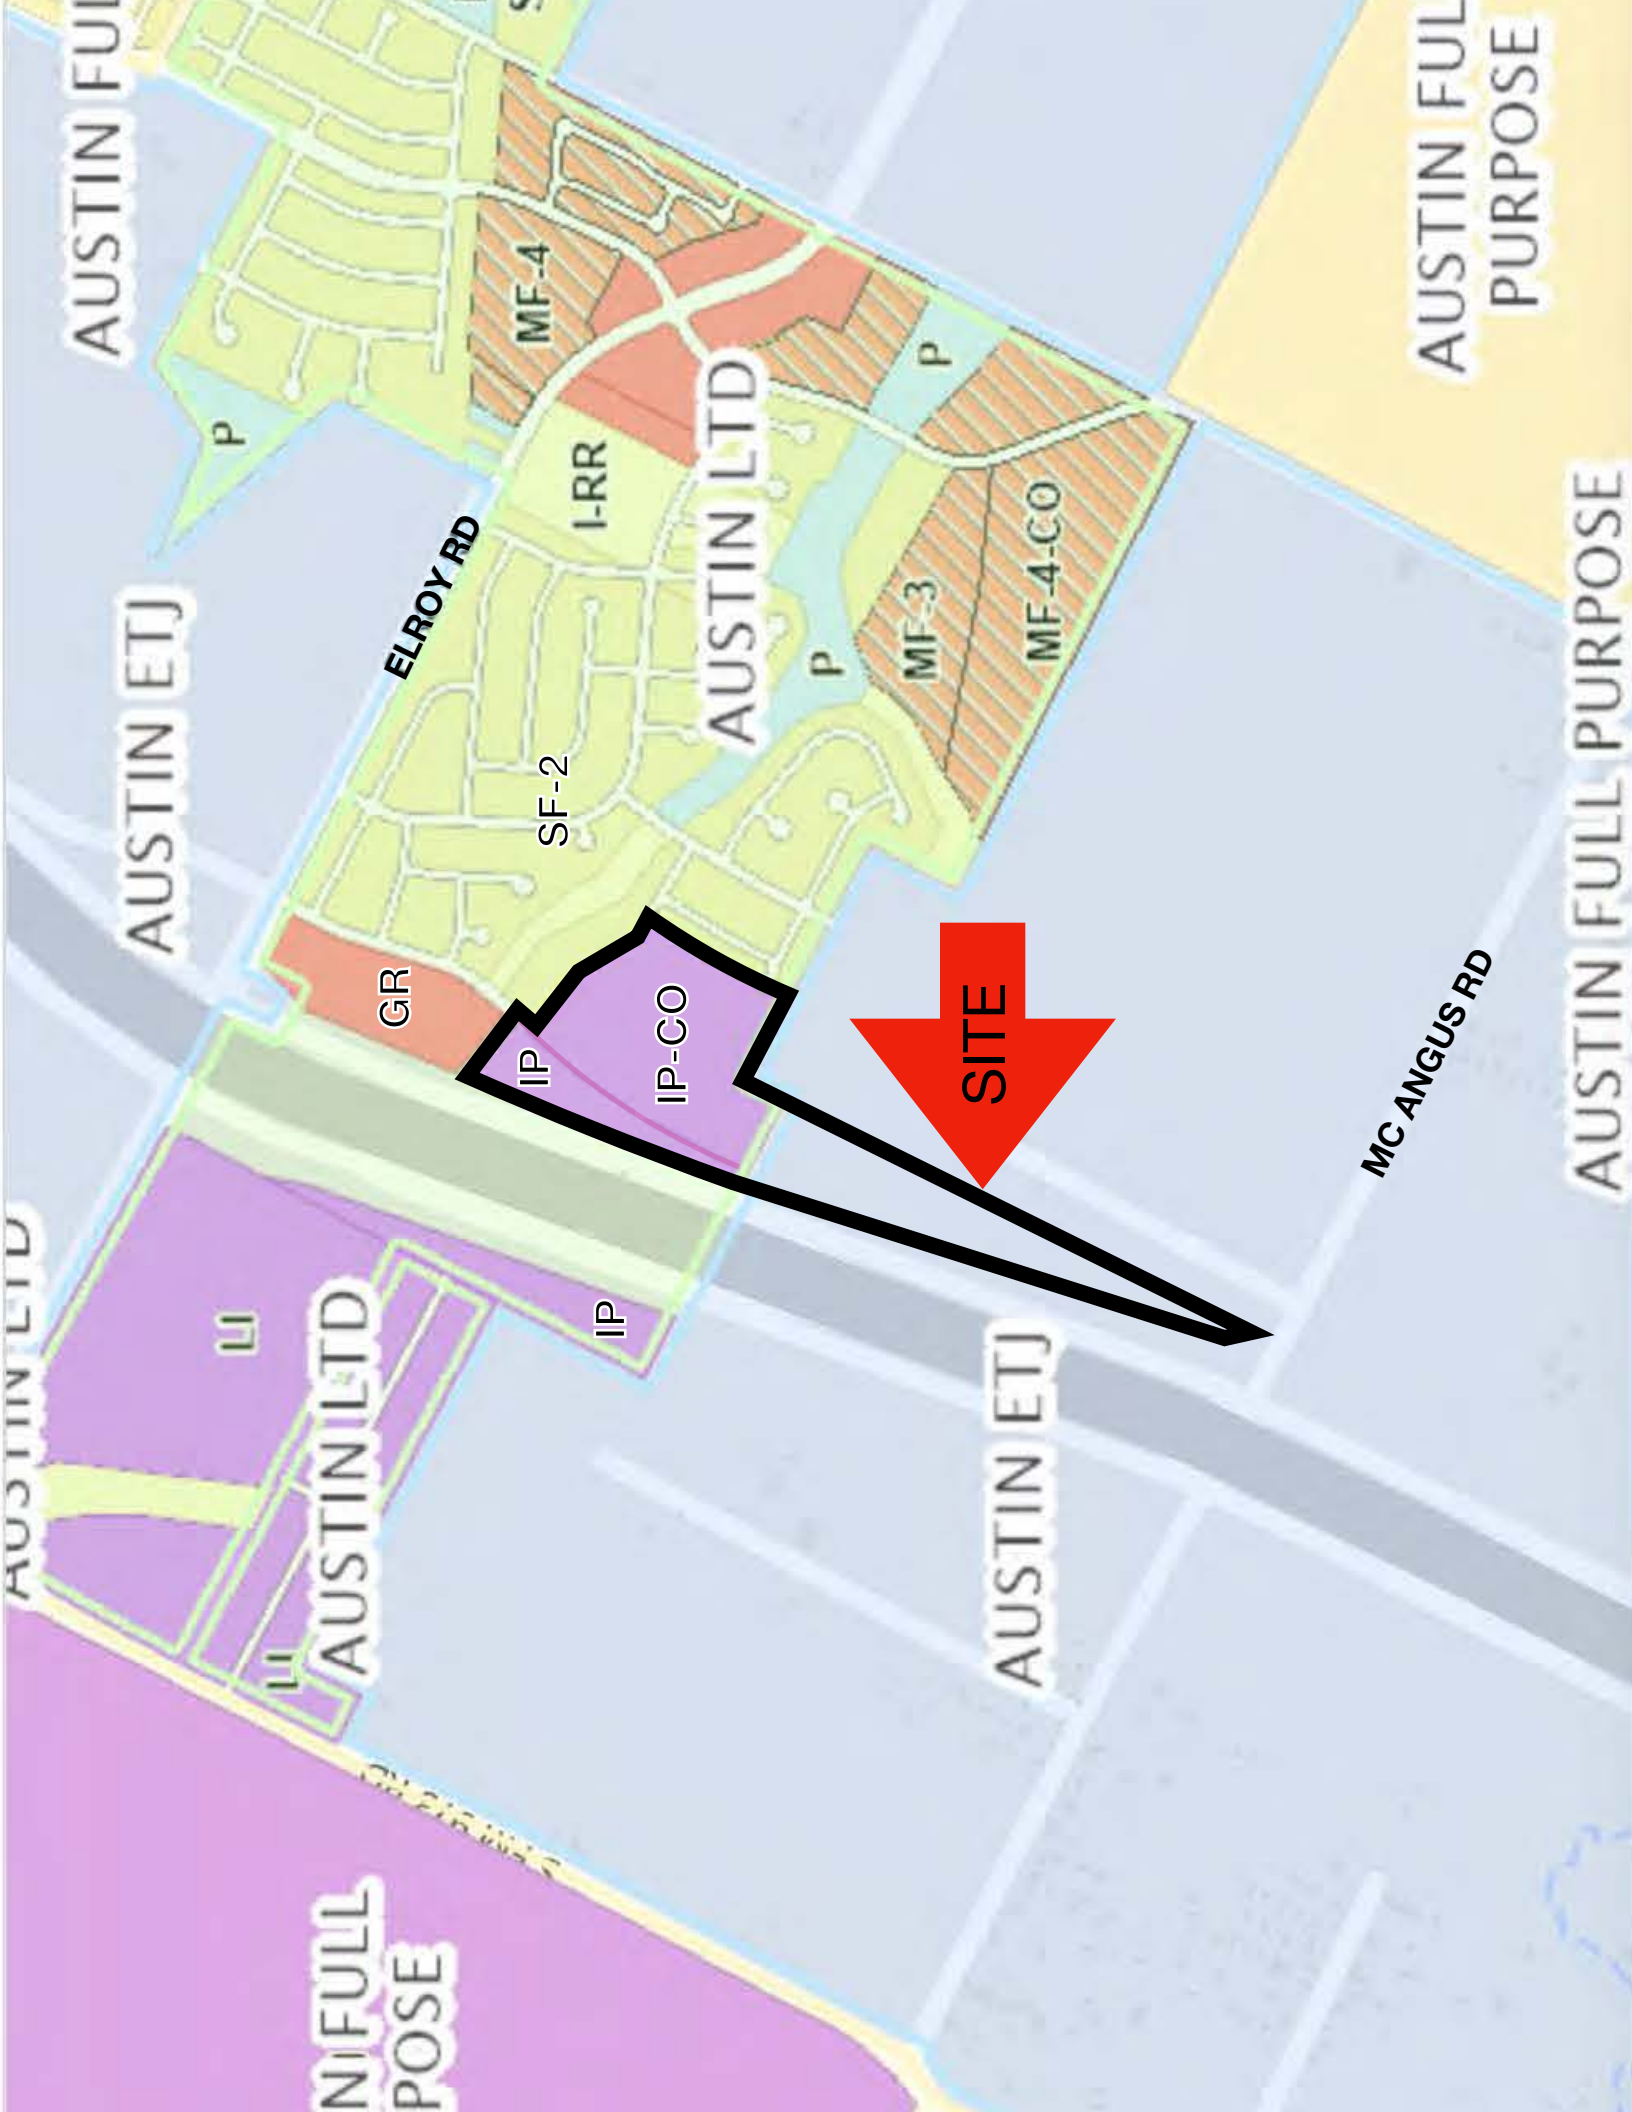 AUSTIN FUL
AUSTIN FUL
PURPOSE
MF-4
P
P
AUSTIN LTD
I-RR
ELROY RD
MF-3
MF-4-CO
P
AUSTIN ETJ
SF-2
AUSTIN FULL PURPOSE
GR
IP
IP-CO
SITE
MC ANGUS RD
AUSTIN LTD
LI
AUSTIN LTD
IP
AUSTIN ETJ
LI
N FULL
POSE